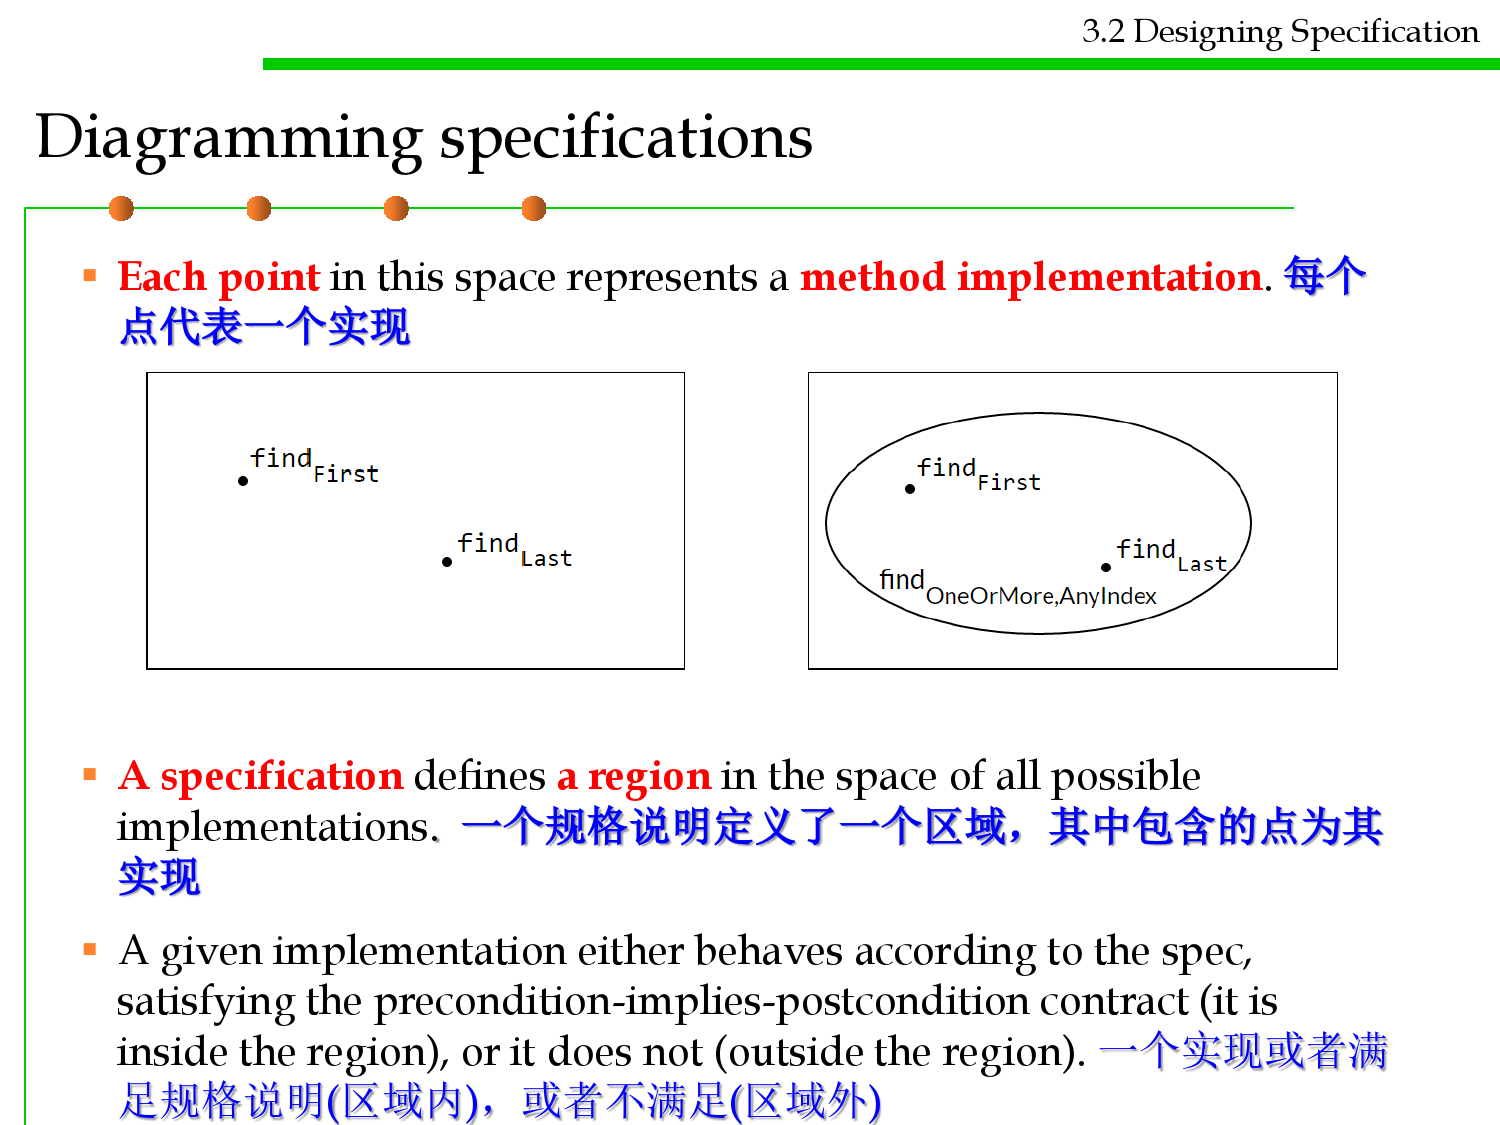 3.2 Designing Specification
Diagramming specifications
Each point in this space represents a method implementation. 每个
点代表一个实现
find First
find Last
find First
find Last
find OneOrMore,AnyIndex
A specification defines a region in the space of all possible
implementations. 一个规格说明定义了一个区域，其中包含的点为其
实现
A given implementation either behaves according to the spec,
satisfying the precondition-implies-postcondition contract (it is
inside the region), or it does not (outside the region). 一个实现或者满
足规格说明(区域内)，或者不满足(区域外)